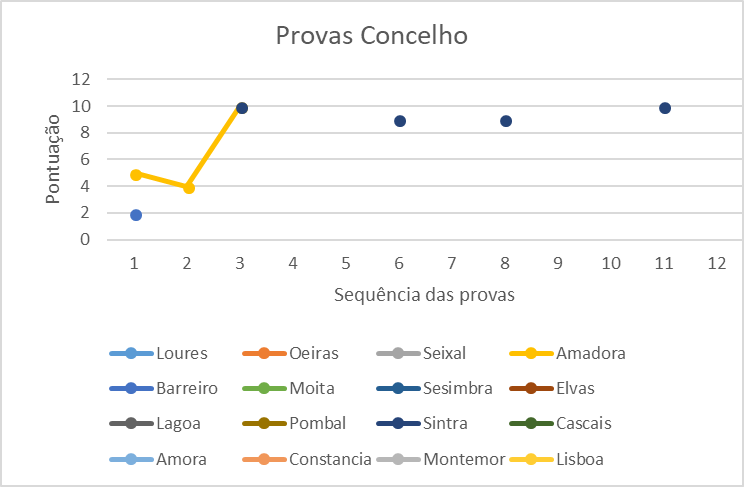 Provas Concelho
12
10
8
6
4
2
0
Pontuação
1 2 3 4 5 6 7 8 9 10 11 12
Sequência das provas
Loures Oeiras Seixal Amadora
Barreiro Moita Sesimbra Elvas
Lagoa Pombal Sintra Cascais
Amora Constancia Montemor Lisboa